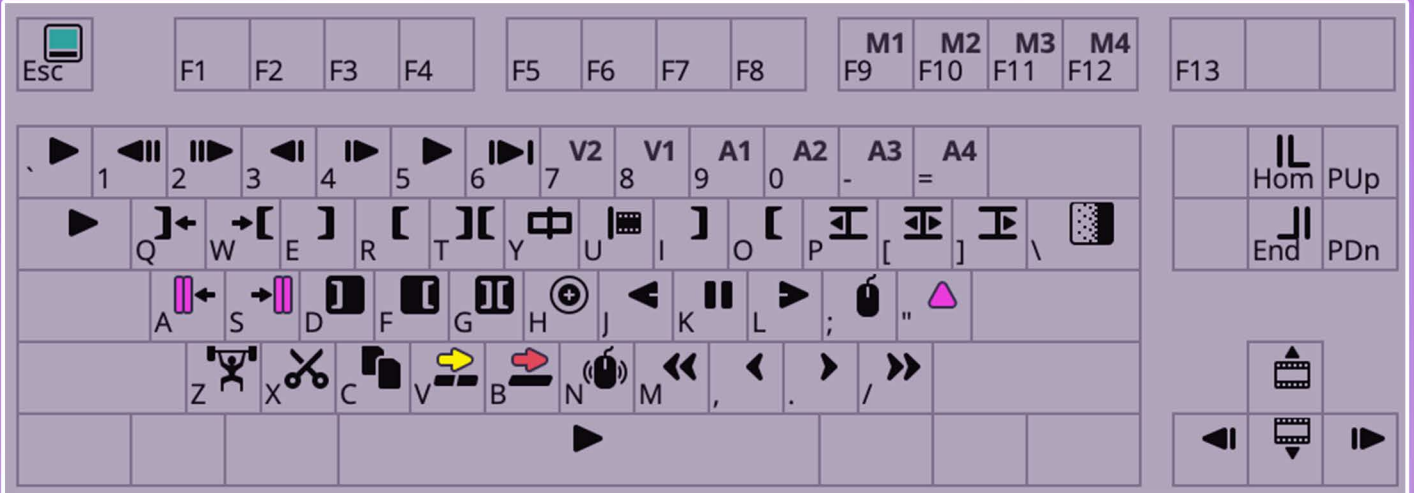 M1 M2 M3 M4
Esc F1 F2 F3 F4 F5 F6 F7 F8 F9 F10 F11 F12 F13
V2 V1 A1 A2 A3 A4
` 1 2 3 4 5 6 7 8 9 0 - = Hom PUp
Q W E R T Y U I O P [ ] \ End PDn
A S D F G H J K L ; "
Z X C V B N M , . /